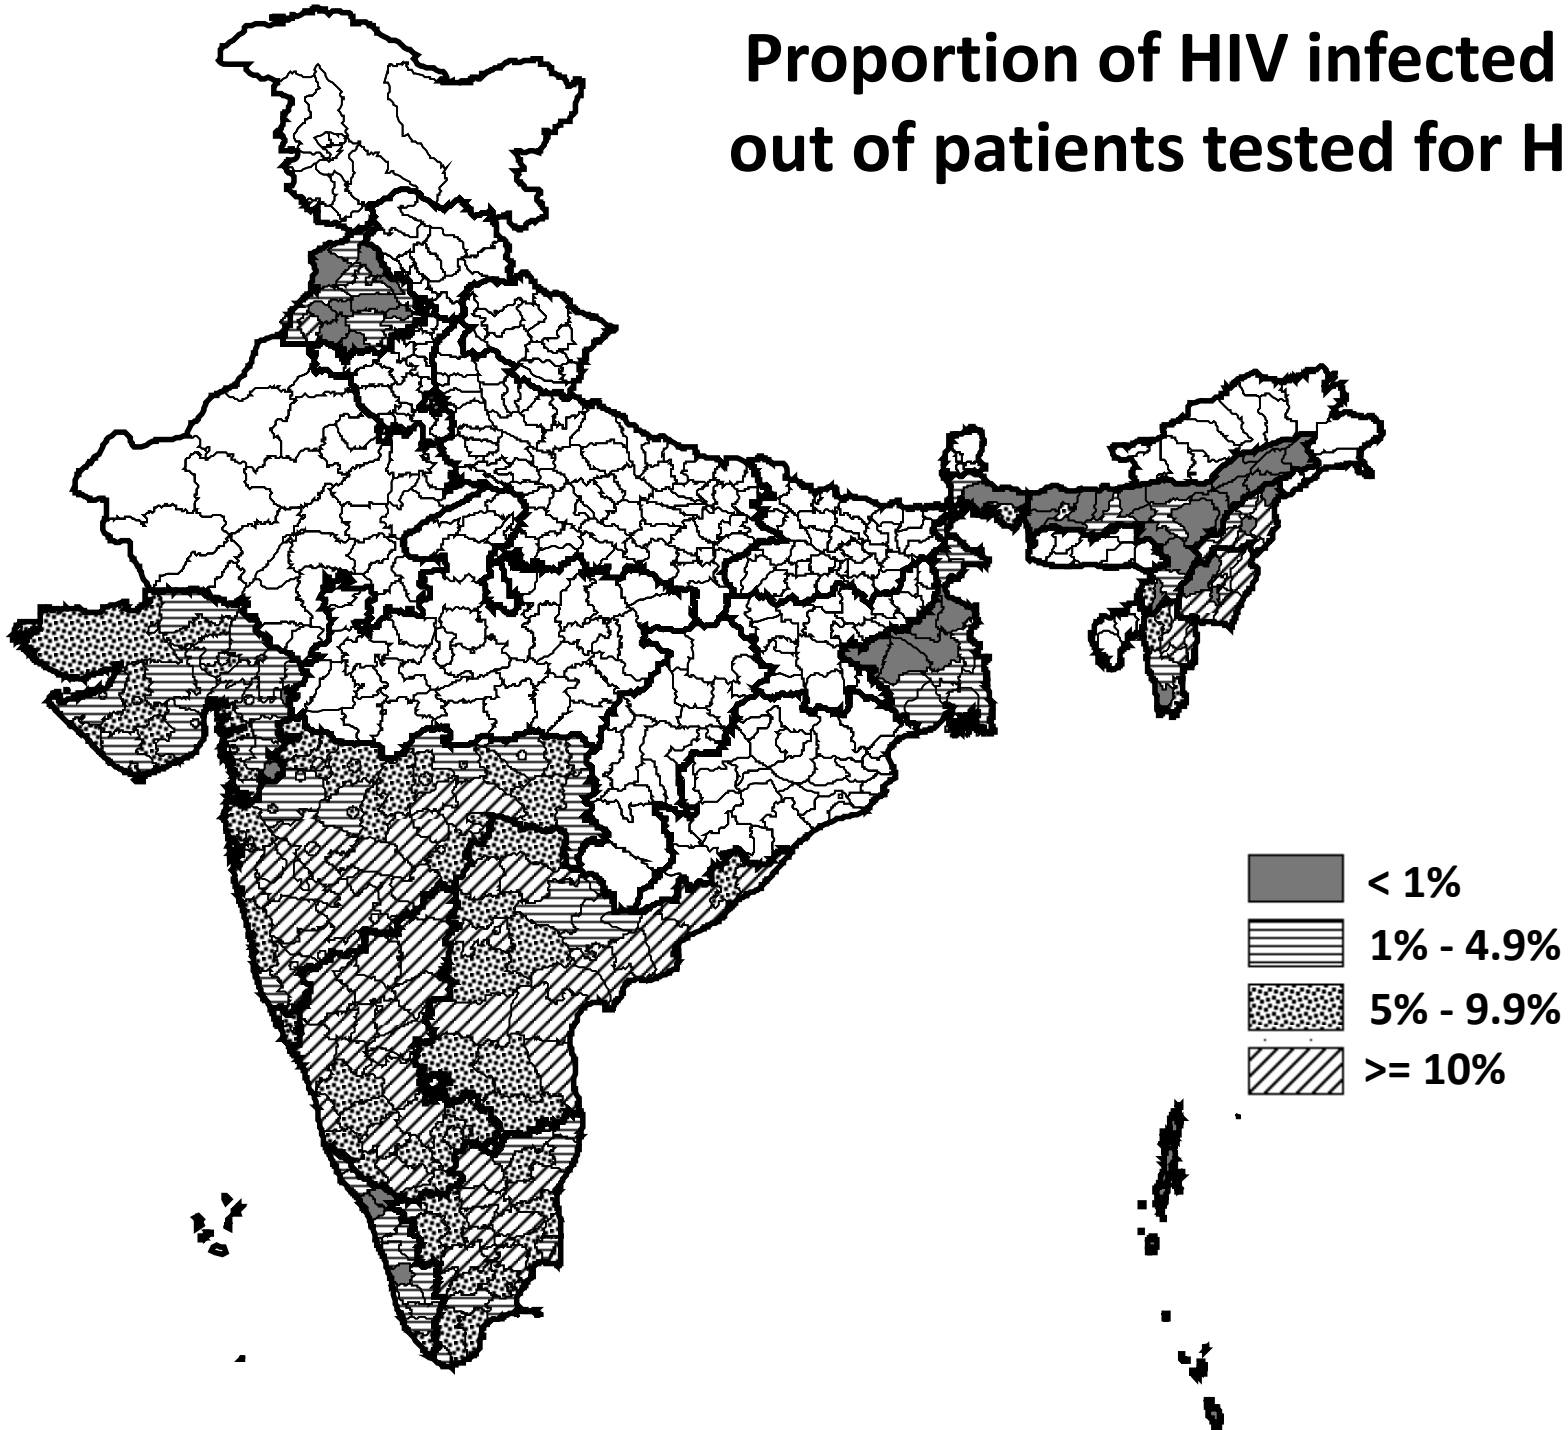 Proportion of HIV infected
out of patients tested for H
< 1%
1% - 4.9%
5% - 9.9%
>= 10%